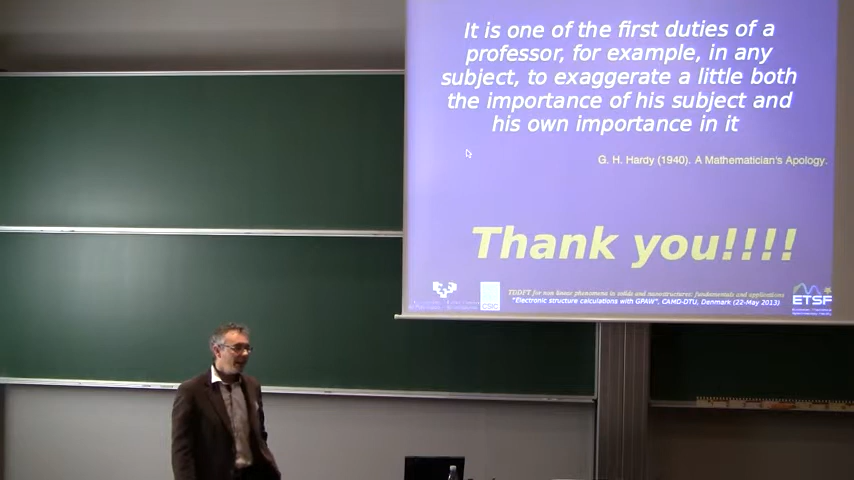 It is one of the first duties of a
professor, for example, in any
subject, to exaggerate a little both
the importance of his subject and
his own importance in it
G. H. Hardy (1940). A Mathematician's Apology.
Thank you!!!!
TDDFT for non linear phenomena in solids and nanostructures: fundamentals and applications
"Electronic structure calculations with GPAW", CAMD-DTU, Denmark (22-May 2013)
CSIC
ETSF